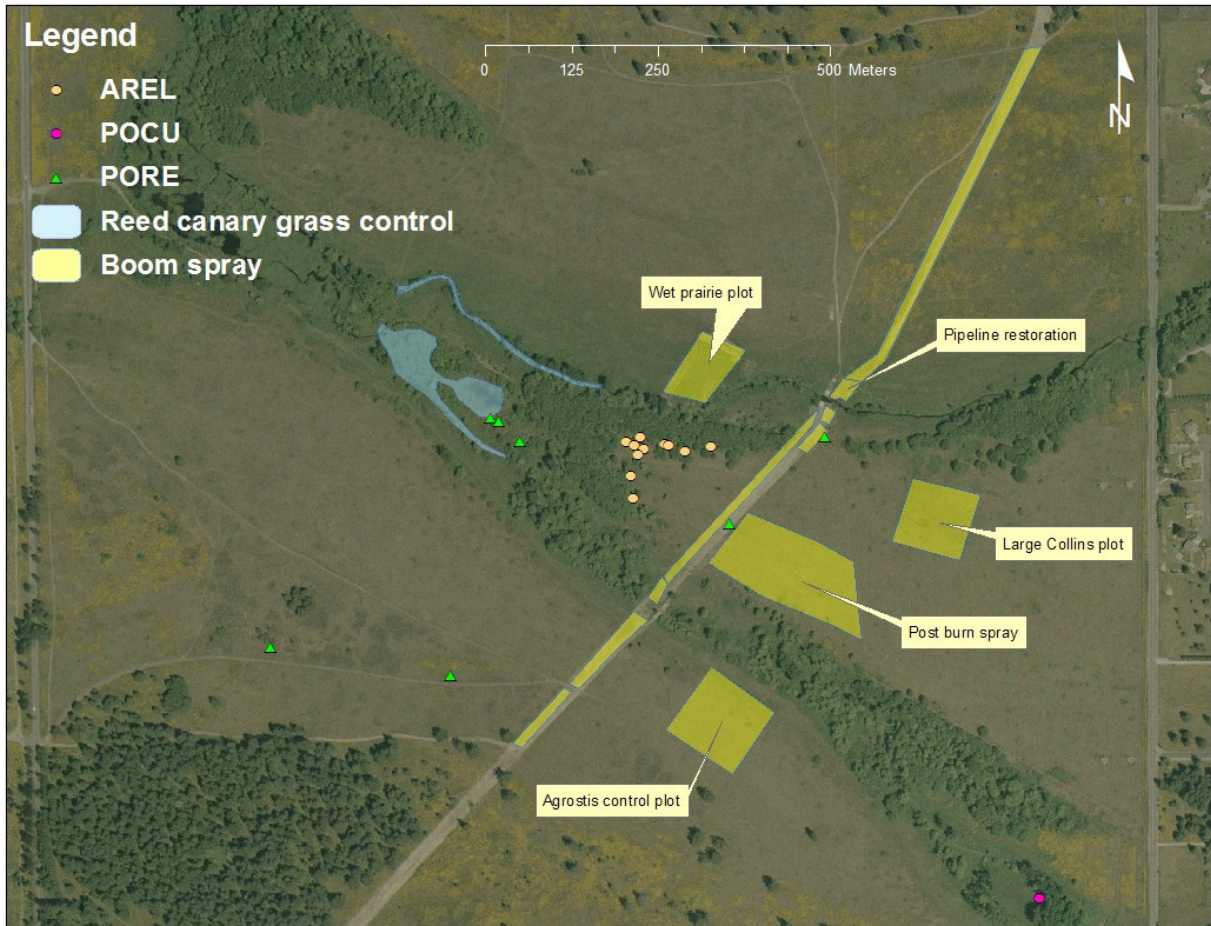 Legend
AREL
POCU
PORE
Reed canary grass control
Boom spray
0 125 250 500 Meters
N
Wet prairie plot
Pipeline restoration
Large Collins plot
Post burn spray
Agrostis control plot